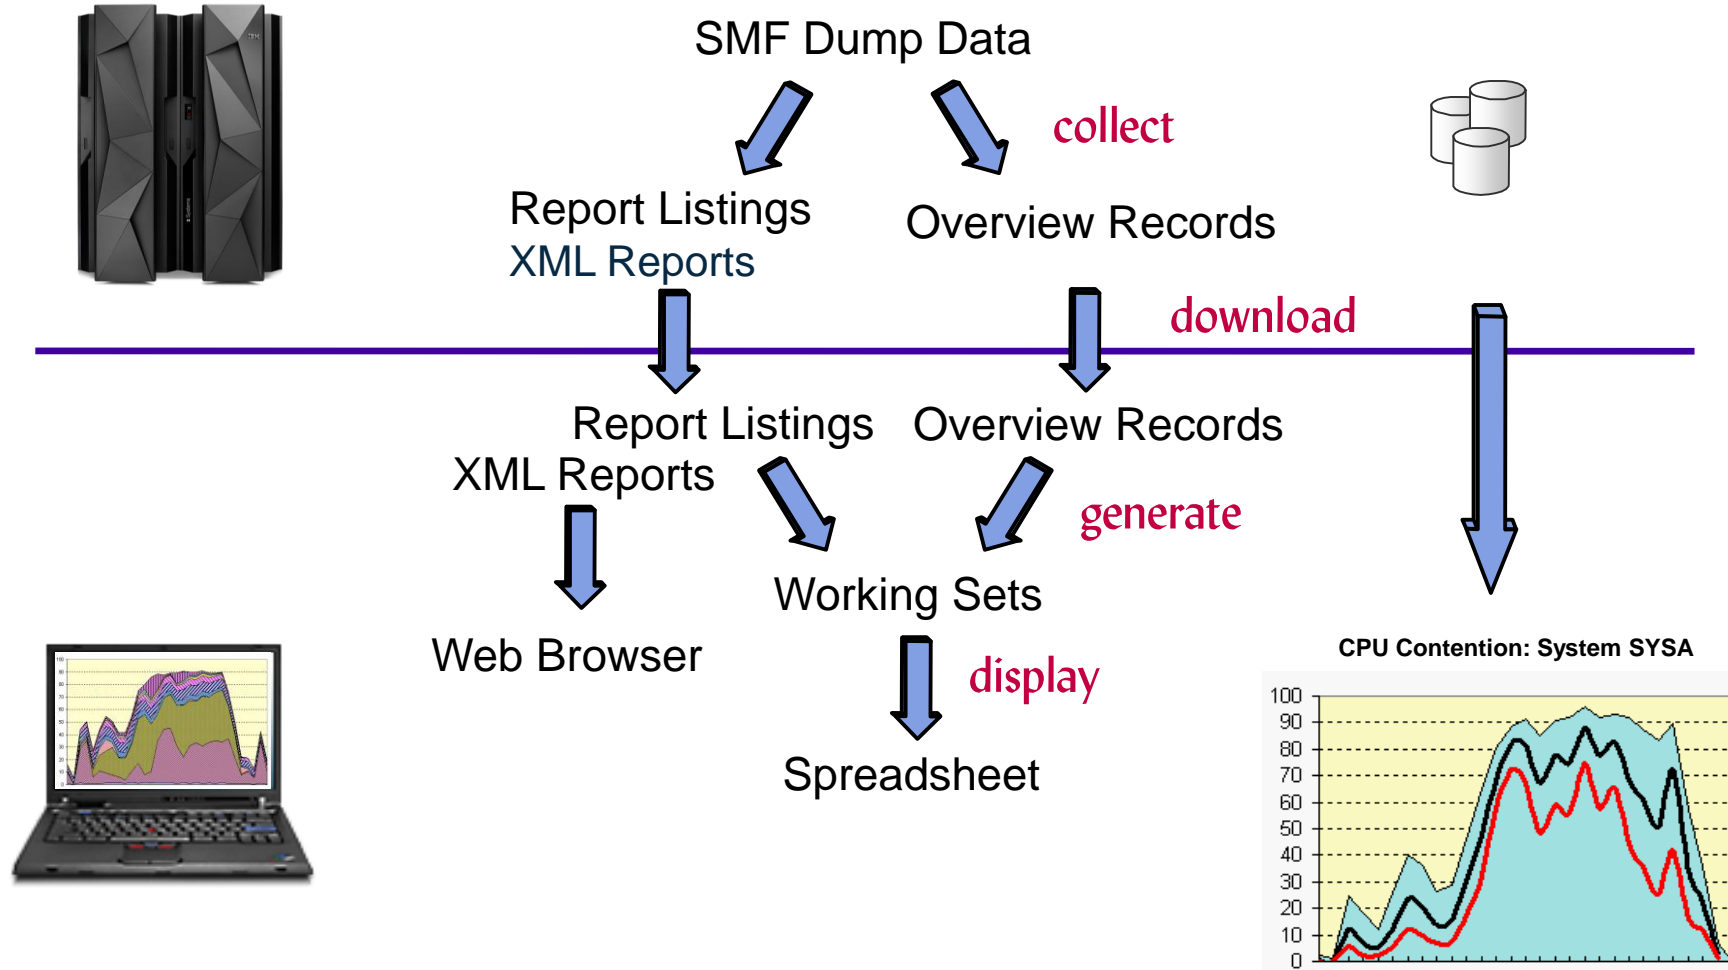 SMF Dump Data
collect
Report Listings
XML Reports
Overview Records
download
Report Listings
Overview Records
XML Reports
generate
Working Sets
Web Browser
display
Spreadsheet
IBM
CPU Contention: System SYSA
100
90
80
70
60
50
40
30
20
10
0